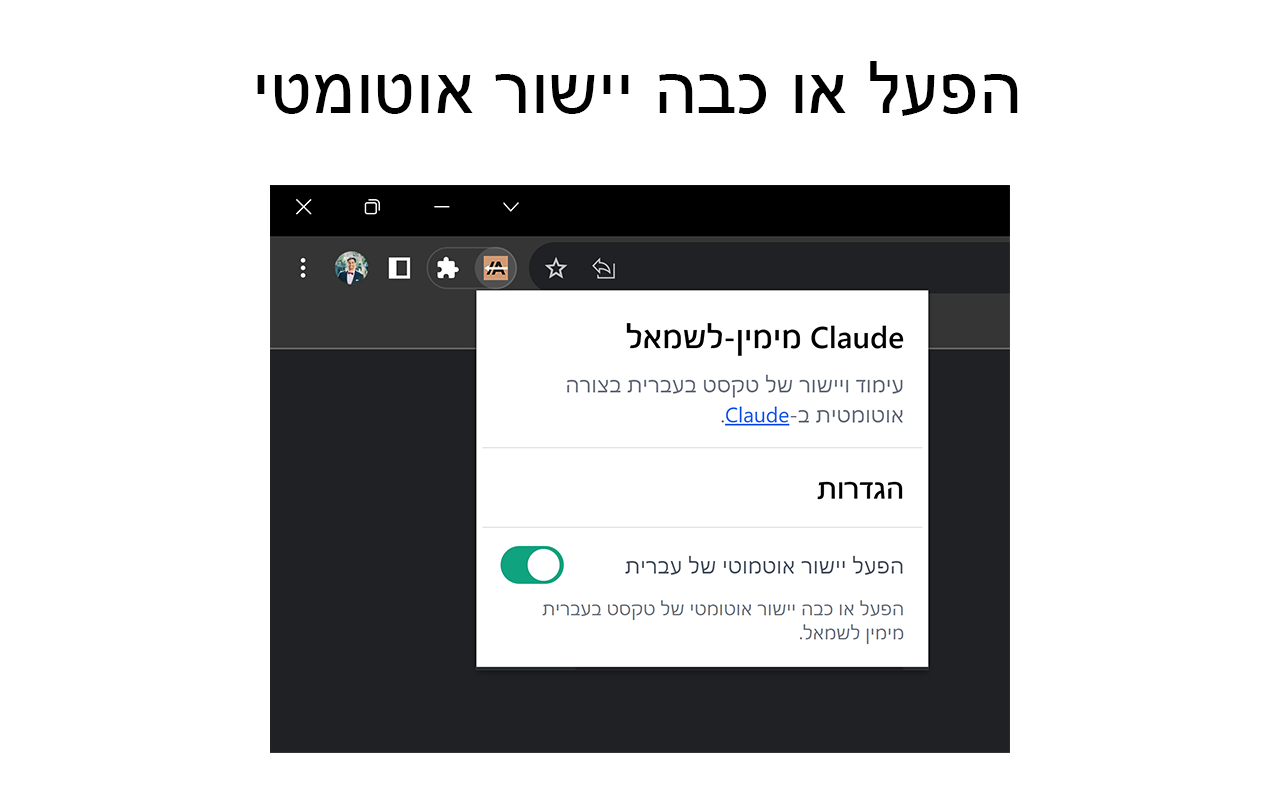 הפעל או כבה יישור אוטומטי
Claude מימין-לשמאל
עימוד ויישור של טקסט בעברית בצורה
אוטומטית ב-Claude.
הגדרות
הפעל יישור אוטמוטי של עברית
הפעל או כבה יישור אוטומטי של טקסט בעברית
מימין לשמאל.